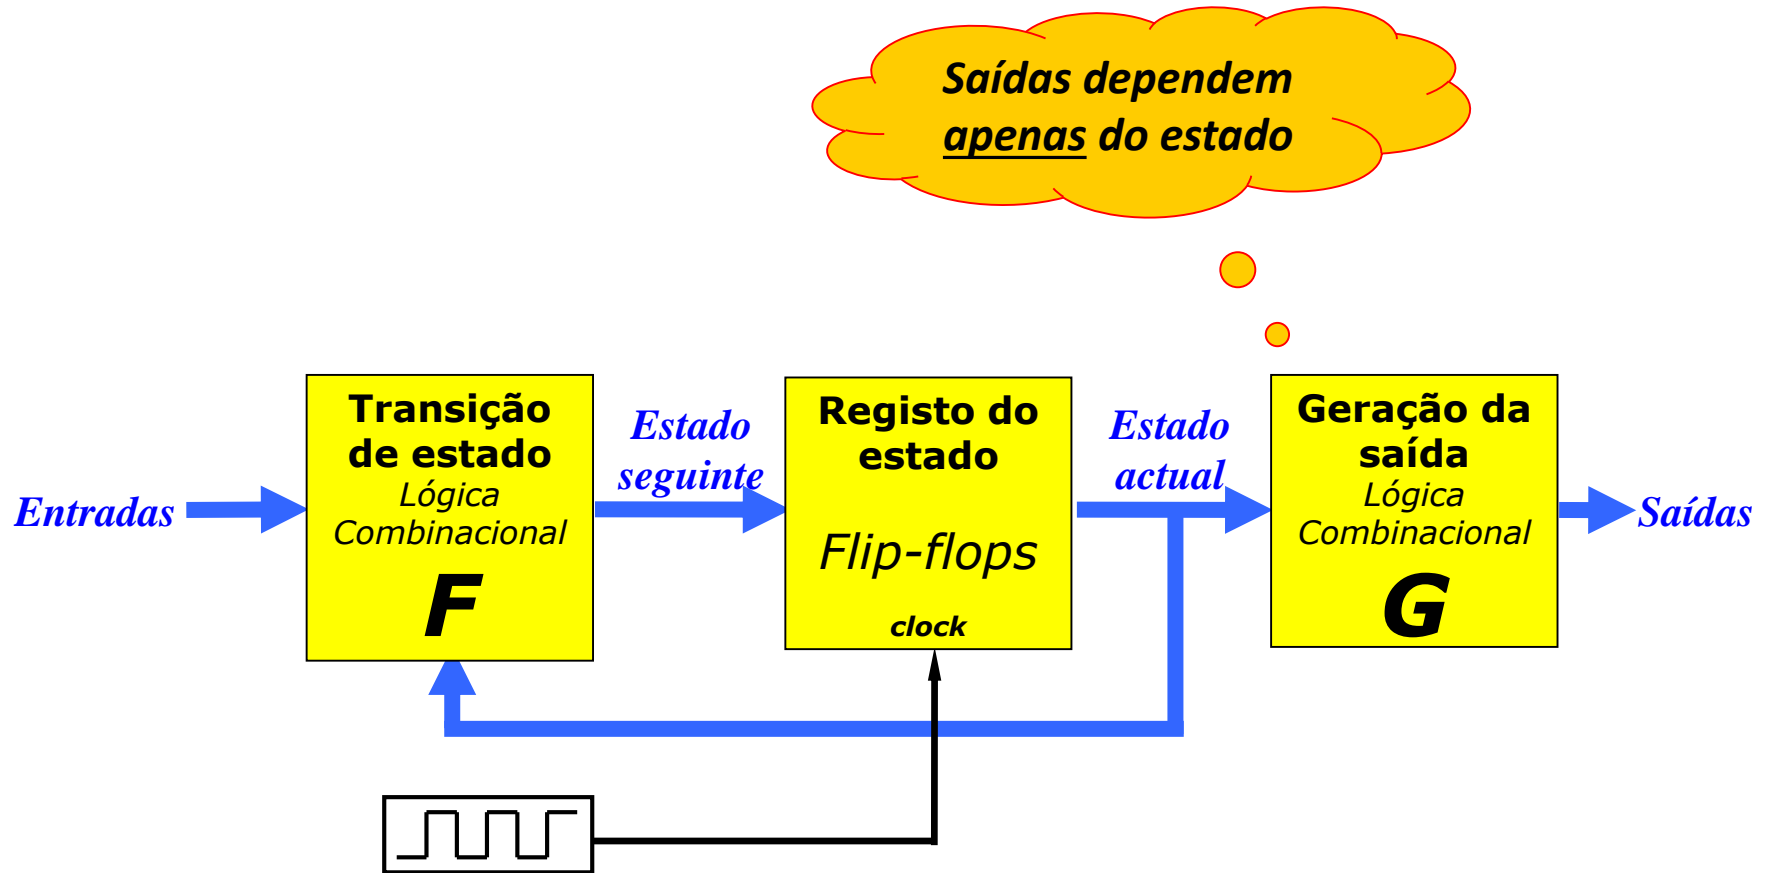 Saídas dependem
apenas do estado
Entradas
Transição
de estado
Lógica
Combinacional
F
Estado
seguinte
Registo do
estado
Flip-flops
clock
Estado
actual
Geração da
saída
Lógica
Combinacional
G
Saídas